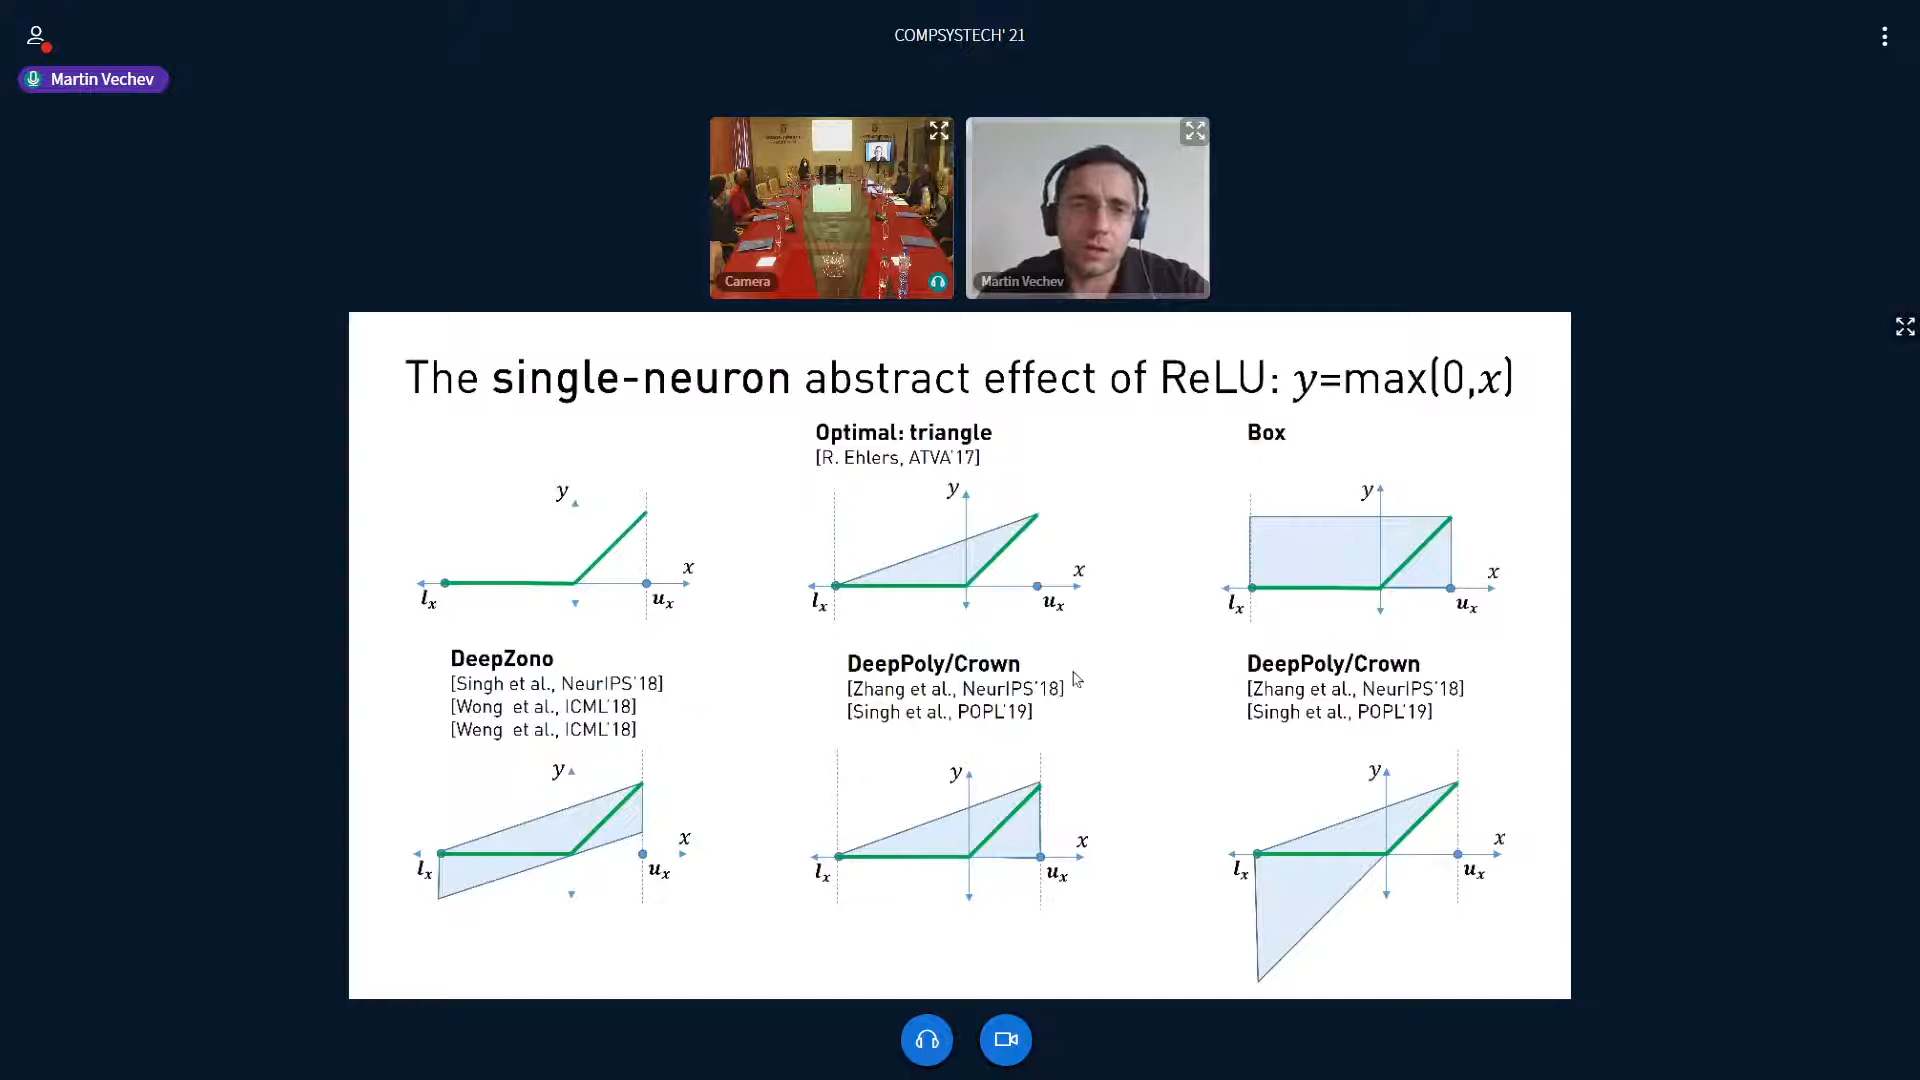 COMPSYSTECH' 21
Martin Vechev
Camera
Martin Vechev
The single-neuron abstract effect of ReLU: y=max(0,x)
Optimal: triangle
[R. Ehlers, ATVA'17]
Box
y
x
lx
ux
y
x
lx
ux
y
x
lx
ux
DeepZono
[Singh et al., NeurIPS'18]
[Wong et al., ICML'18]
[Weng et al., ICML'18]
DeepPoly/Crown
[Zhang et al., NeurIPS'18]
[Singh et al., POPL'19]
DeepPoly/Crown
[Zhang et al., NeurIPS'18]
[Singh et al., POPL'19]
y
x
lx
ux
y
x
lx
ux
y
x
lx
ux